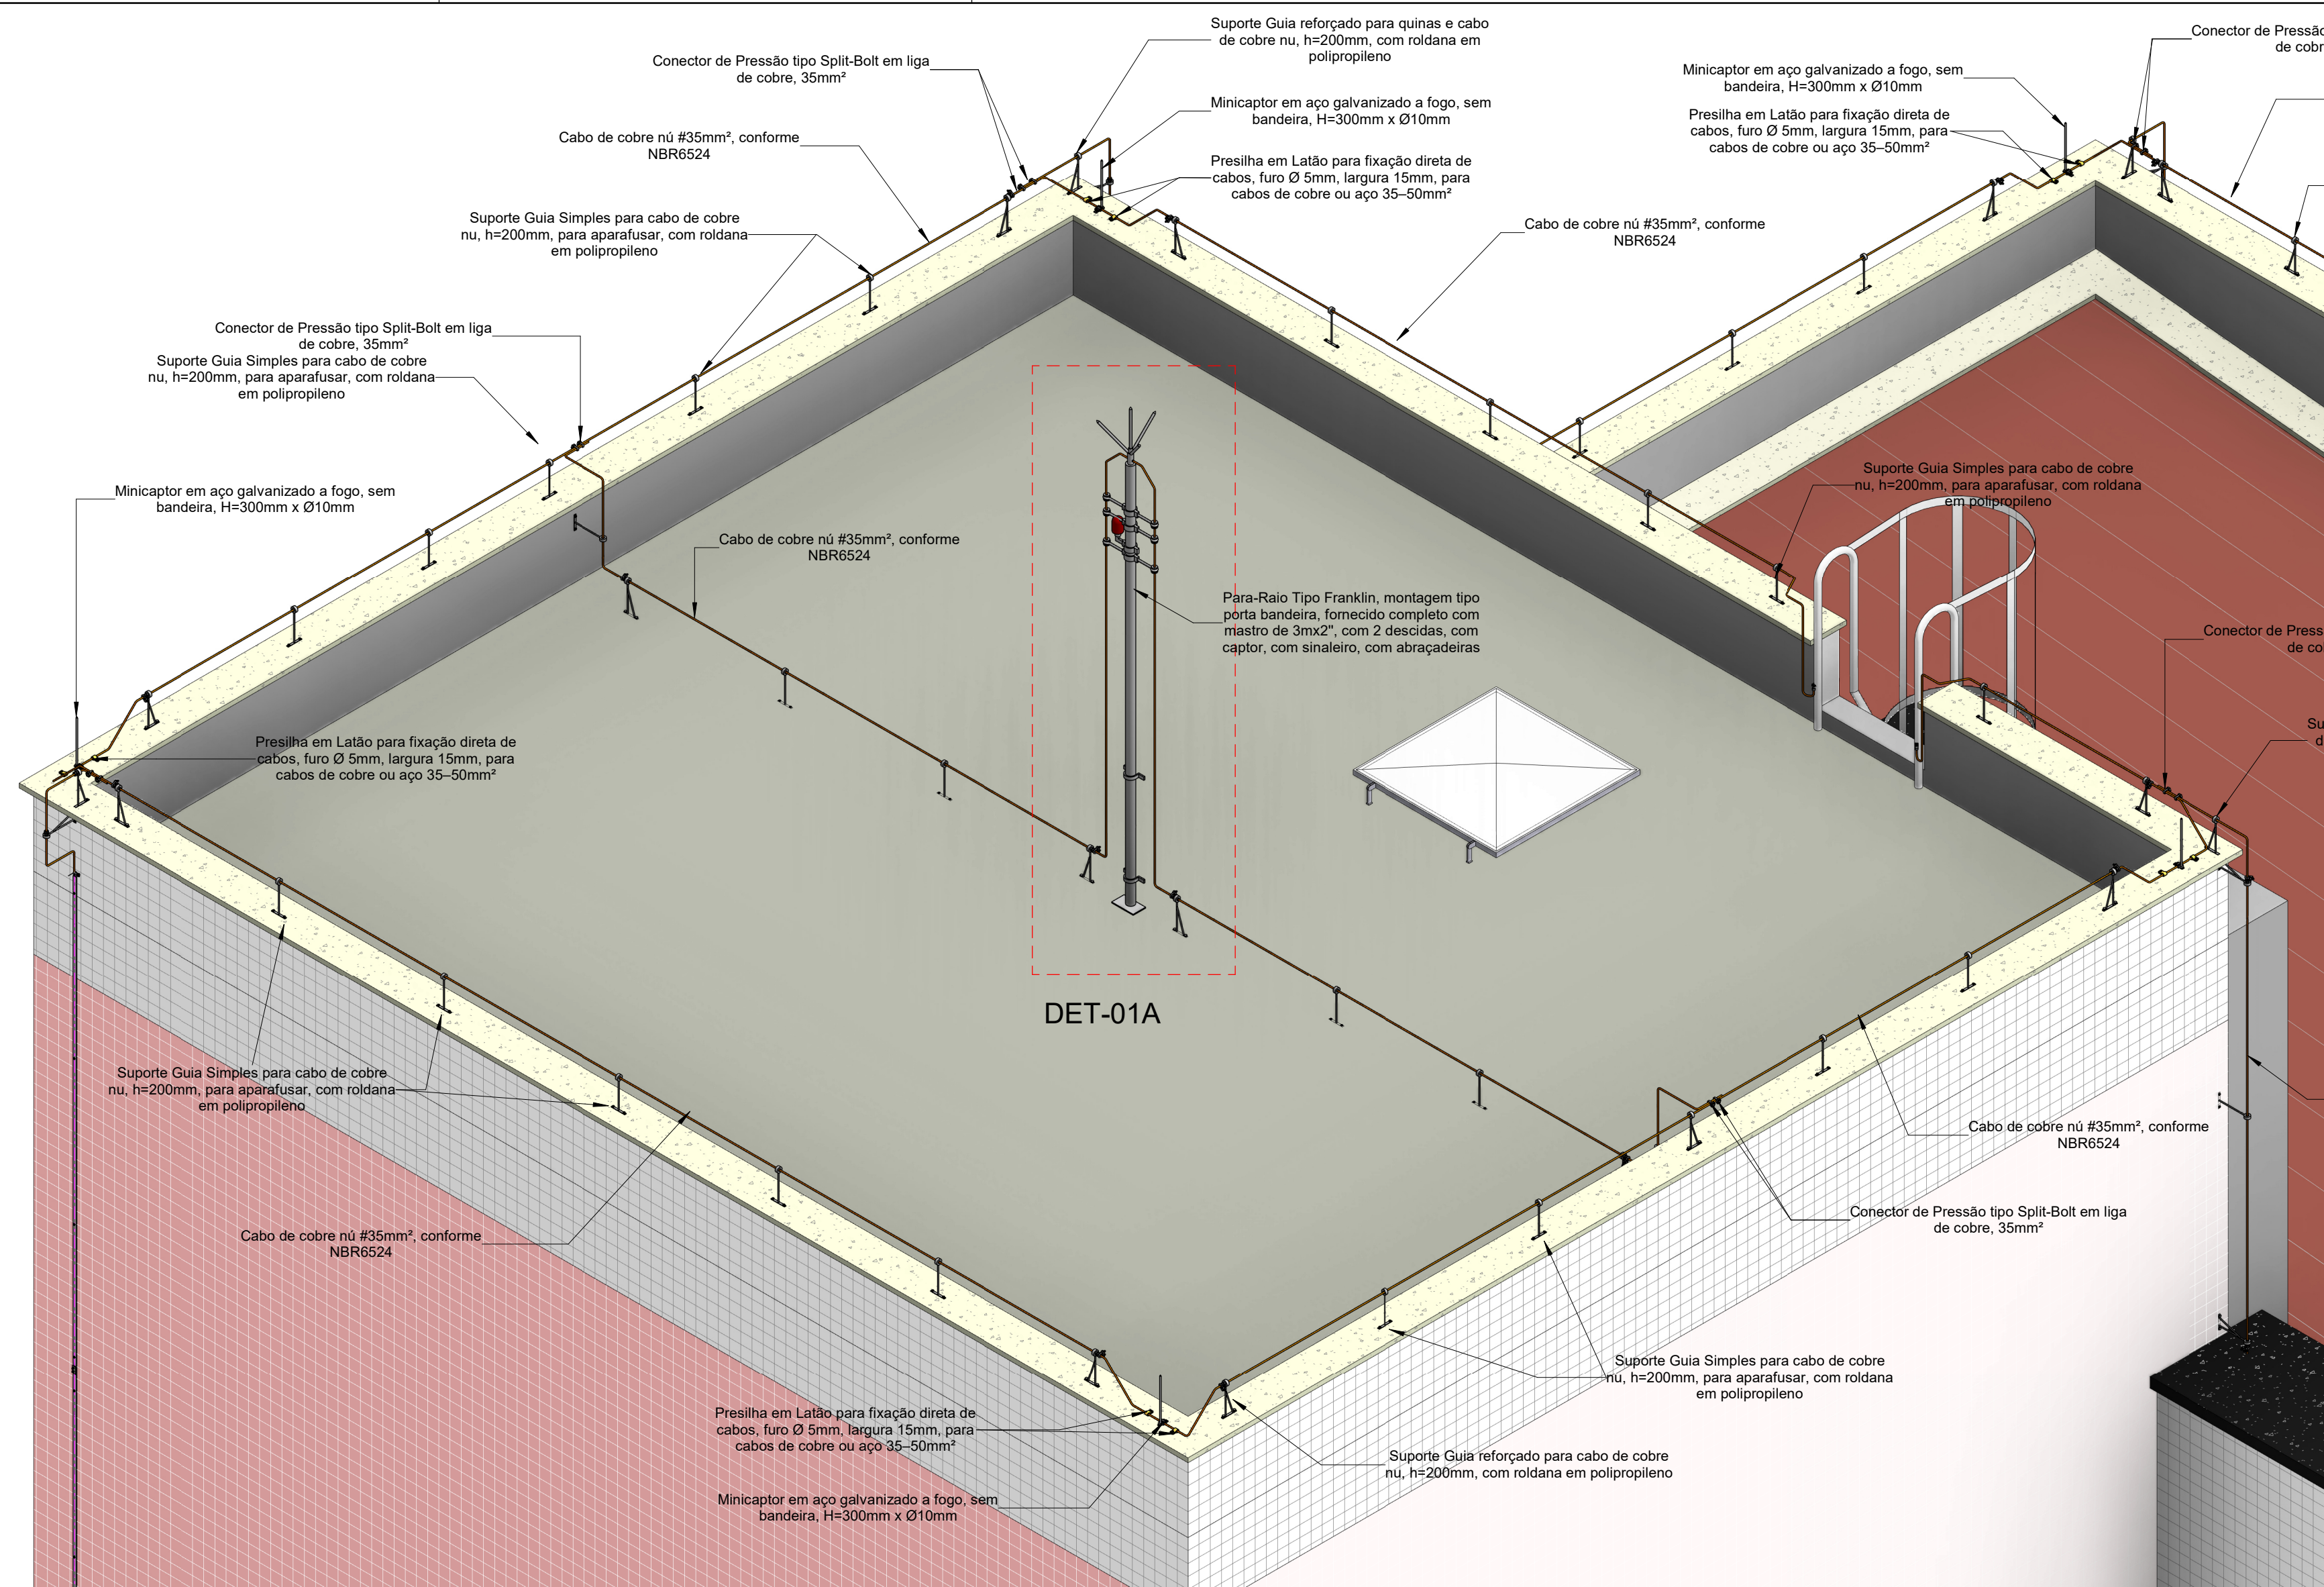 Suporte Guia reforçado para quinas e cabo
de cobre nu, h=200mm, com roldana em
polipropileno
Conector de Pressão
de cobr
Conector de Pressão tipo Split-Bolt em liga
de cobre, 35mm²
Minicaptor em aço galvanizado a fogo, sem
bandeira, H=300mm x Ø10mm
Minicaptor em aço galvanizado a fogo, sem
bandeira, H=300mm x Ø10mm
Presilha em Latão para fixação direta de
cabos, furo Ø 5mm, largura 15mm, para
cabos de cobre ou aço 35–50mm²
Cabo de cobre nú #35mm², conforme
NBR6524
Presilha em Latão para fixação direta de
cabos, furo Ø 5mm, largura 15mm, para
cabos de cobre ou aço 35–50mm²
Suporte Guia Simples para cabo de cobre
nu, h=200mm, para aparafusar, com roldana
em polipropileno
Cabo de cobre nú #35mm², conforme
NBR6524
Conector de Pressão tipo Split-Bolt em liga
de cobre, 35mm²
Suporte Guia Simples para cabo de cobre
nu, h=200mm, para aparafusar, com roldana
em polipropileno
Suporte Guia Simples para cabo de cobre
nu, h=200mm, para aparafusar, com roldana
em polipropileno
Minicaptor em aço galvanizado a fogo, sem
bandeira, H=300mm x Ø10mm
Cabo de cobre nú #35mm², conforme
NBR6524
Para-Raio Tipo Franklin, montagem tipo
porta bandeira, fornecido completo com
mastro de 3mx2", com 2 descidas, com
captor, com sinaleiro, com abraçadeiras
Conector de Press
de co
Su
d
Presilha em Latão para fixação direta de
cabos, furo Ø 5mm, largura 15mm, para
cabos de cobre ou aço 35–50mm²
DET-01A
Suporte Guia Simples para cabo de cobre
nu, h=200mm, para aparafusar, com roldana
em polipropileno
Cabo de cobre nú #35mm², conforme
NBR6524
Conector de Pressão tipo Split-Bolt em liga
de cobre, 35mm²
Cabo de cobre nú #35mm², conforme
NBR6524
Suporte Guia Simples para cabo de cobre
nu, h=200mm, para aparafusar, com roldana
em polipropileno
Presilha em Latão para fixação direta de
cabos, furo Ø 5mm, largura 15mm, para
cabos de cobre ou aço 35–50mm²
Suporte Guia reforçado para cabo de cobre
nu, h=200mm, com roldana em polipropileno
Minicaptor em aço galvanizado a fogo, sem
bandeira, H=300mm x Ø10mm